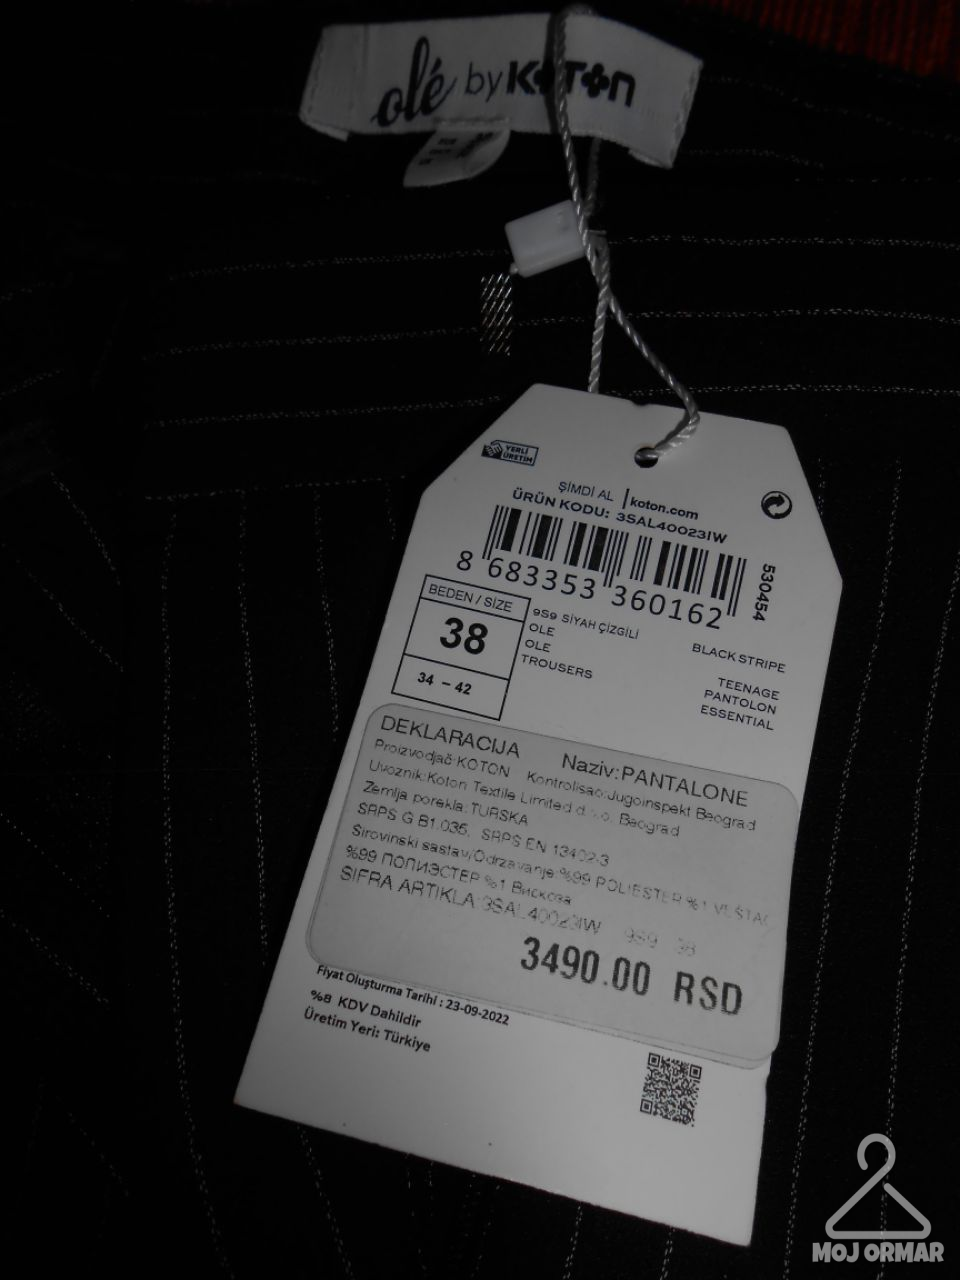 olé by KOTON
YERLİ ÜRETİM
ŞİMDİ AL | koton.com
ÜRÜN KODU: 3SAL40023IW
8 683353 360162
530454
BEDEN / SIZE
38
34 - 42
9S9 SİYAH ÇİZGİLİ BLACK STRIPE
OLE TEENAGE
OLE PANTOLON
TROUSERS ESSENTIAL
DEKLARACIJA Naziv:PANTALONE
Proizvodjač:KOTON Kontrolisao:Jugoinspekt Beograd
Uvoznik:Koton Textile Limited d.o.o. Beograd
Zemlja porekla:TURSKA
SRPS G B1.035, SRPS EN 13402-3
Sirovinski sastav/Odrzavanje:%99 POLIESTER %1
%99 ПОЛИЭСТЕР %1 Вискоза
SIFRA ARTIKLA:3SAL40023IW 9S9 38
3490.00 RSD
Fiyat Oluşturma Tarihi : 23-09-2022
%8 KDV Dahildir
Üretim Yeri: Türkiye
MOJ ORMAR